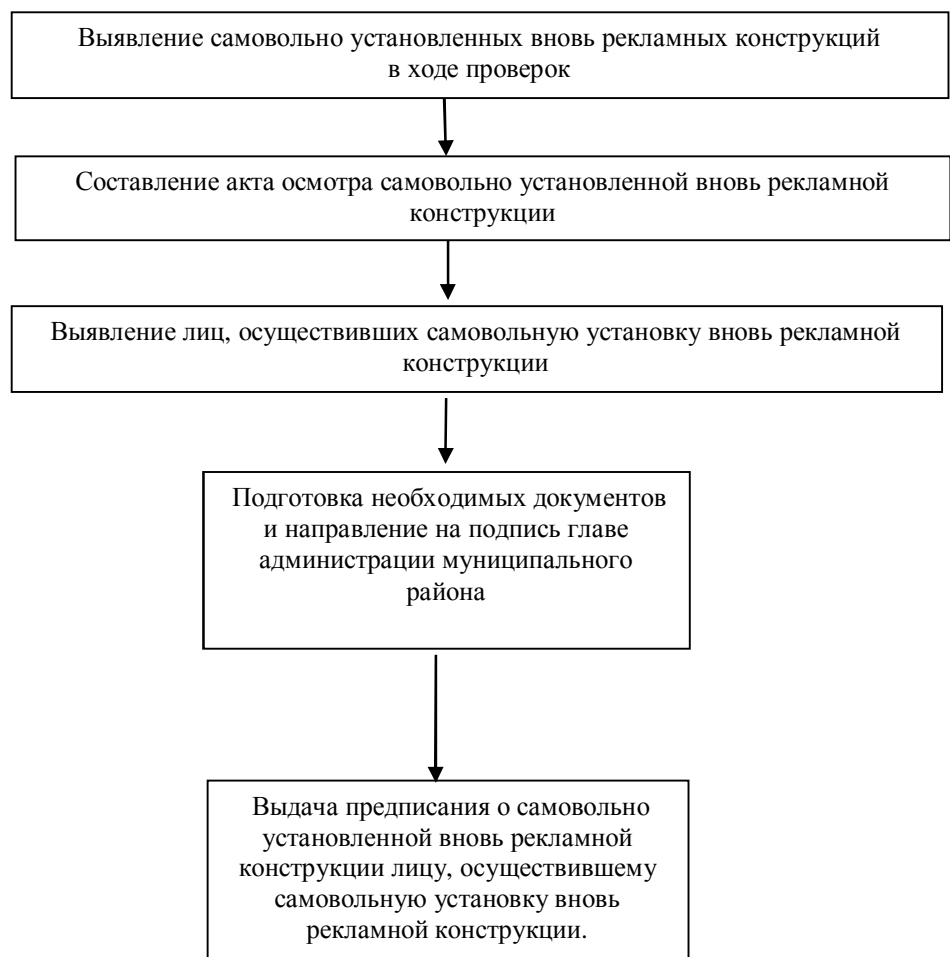 Выявление самовольно установленных вновь рекламных конструкций
в ходе проверок
Составление акта осмотра самовольно установленной вновь рекламной
конструкции
Выявление лиц, осуществивших самовольную установку вновь рекламной
конструкции
Подготовка необходимых документов
и направление на подпись главе
администрации муниципального
района
Выдача предписания о самовольно
установленной вновь рекламной
конструкции лицу, осуществившему
самовольную установку вновь
рекламной конструкции.